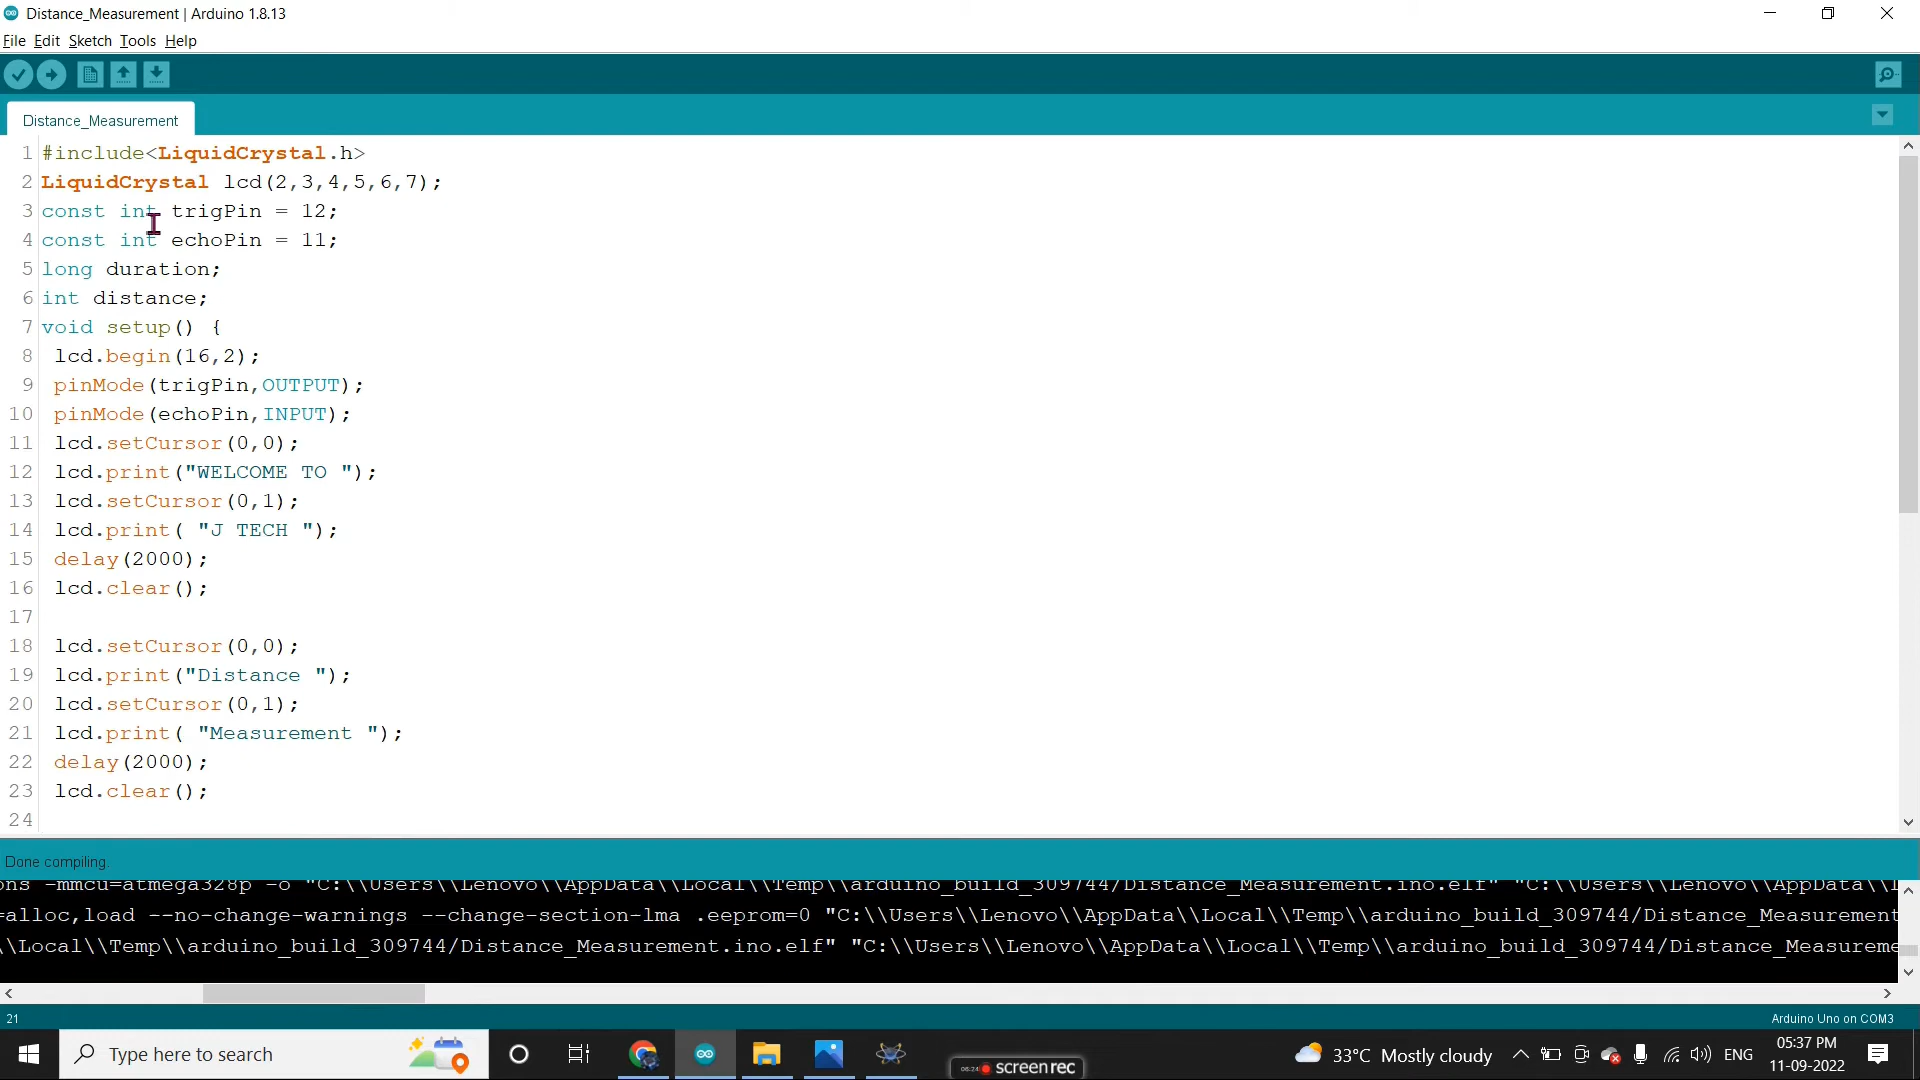 Distance_Measurement | Arduino 1.8.13
File Edit Sketch Tools Help
Distance_Measurement
1 #include<LiquidCrystal.h>
2 LiquidCrystal lcd(2,3,4,5,6,7);
3 const int trigPin = 12;
4 const int echoPin = 11;
5 long duration;
6 int distance;
7 void setup() {
8 lcd.begin(16,2);
9 pinMode(trigPin,OUTPUT);
10 pinMode(echoPin,INPUT);
11 lcd.setCursor(0,0);
12 lcd.print("WELCOME TO ");
13 lcd.setCursor(0,1);
14 lcd.print( "J TECH ");
15 delay(2000);
16 lcd.clear();
17
18 lcd.setCursor(0,0);
19 lcd.print("Distance ");
20 lcd.setCursor(0,1);
21 lcd.print( "Measurement ");
22 delay(2000);
23 lcd.clear();
24
Done compiling.
ons -mmcu=atmega328p -o "C:\\Users\\Lenovo\\AppData\\Local\\Temp\\arduino_build_309744/Distance_Measurement.ino.elf" "C:\\Users\\Lenovo\\AppData\\L
=alloc,load --no-change-warnings --change-section-lma .eeprom=0 "C:\\Users\\Lenovo\\AppData\\Local\\Temp\\arduino_build_309744/Distance_Measurement
\\Local\\Temp\\arduino_build_309744/Distance_Measurement.ino.elf" "C:\\Users\\Lenovo\\AppData\\Local\\Temp\\arduino_build_309744/Distance_Measureme
21 Arduino Uno on COM3
Type here to search
06:24 screenrec
33°C Mostly cloudy
ENG
05:37 PM
11-09-2022